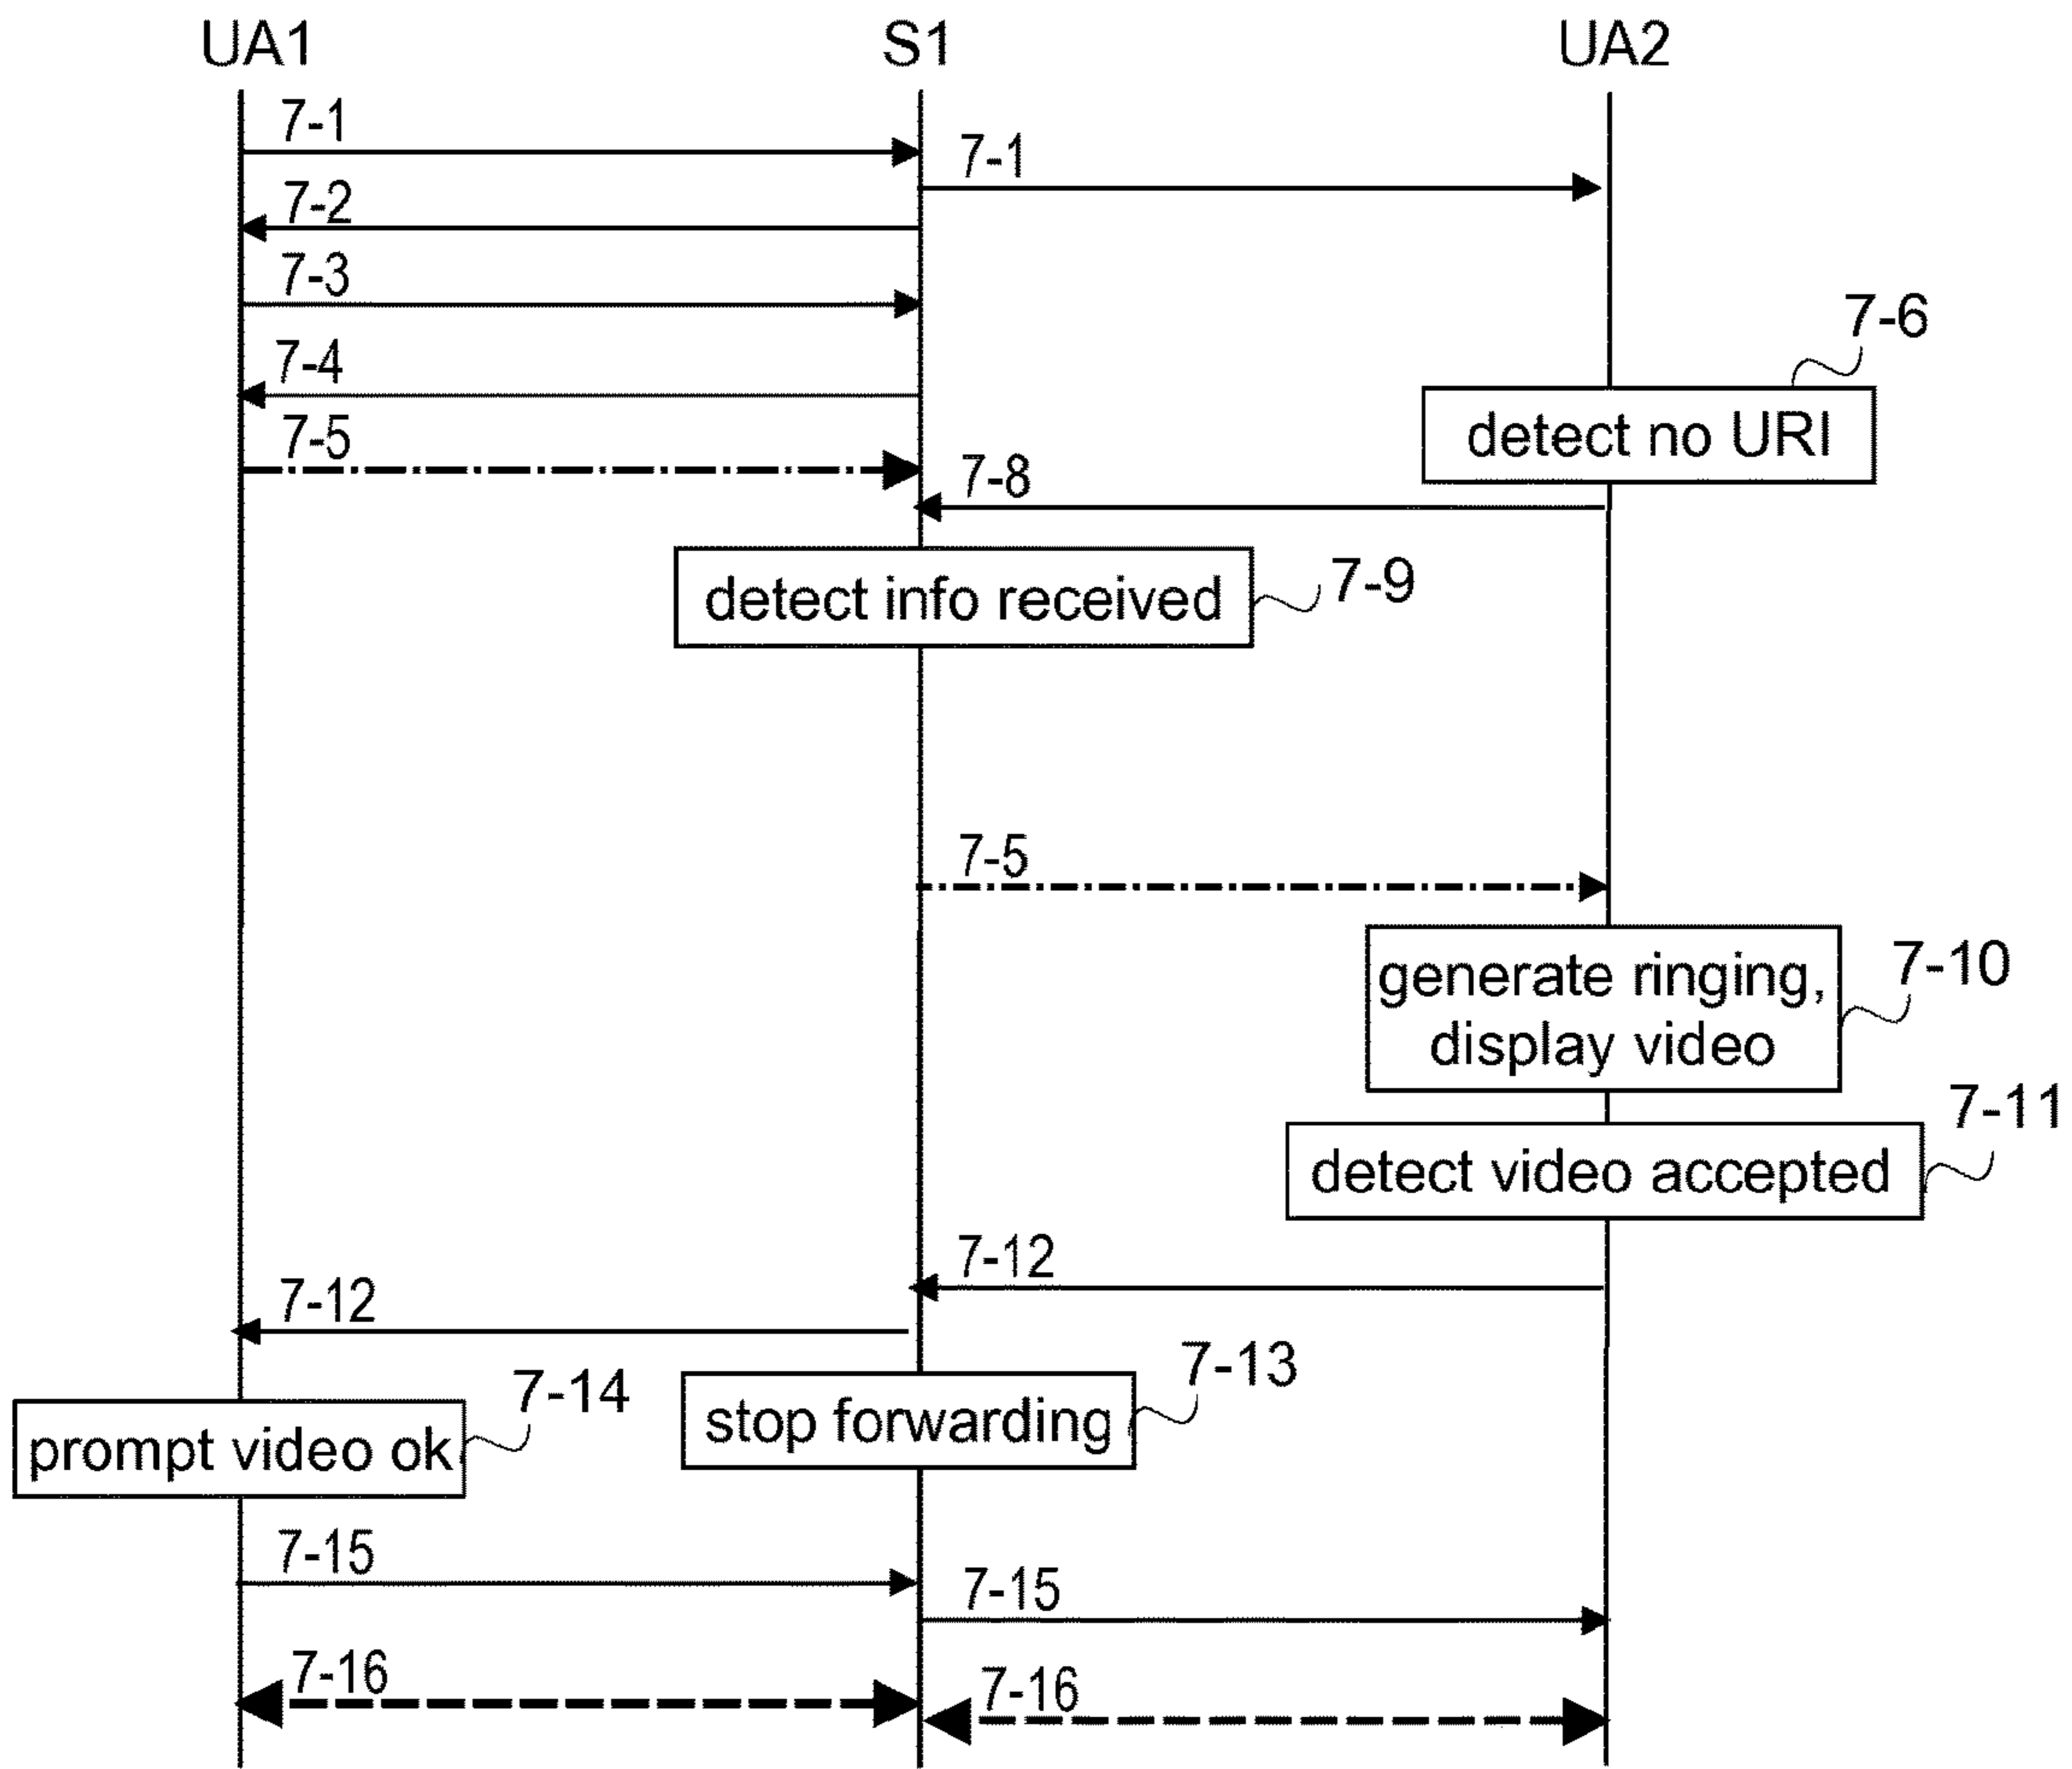 UA1
S1
UA2
7-1
7-1
7-2
7-3
7-6
7-4
detect no URI
7-5
7-8
detect info received
7-9
7-5
generate ringing,
display video
7-10
7-11
detect video accepted
7-12
7-12
7-13
7-14
stop forwarding
prompt video ok
7-15
7-15
7-16
7-16